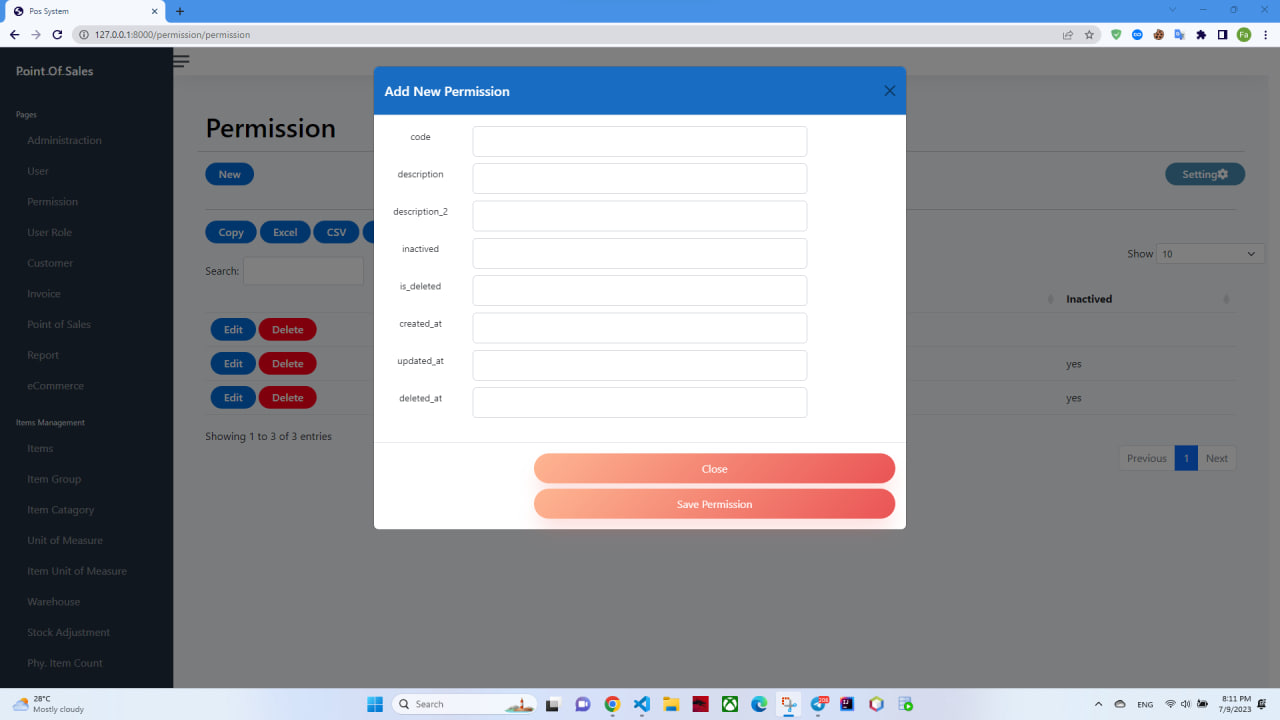 Pos System
127.0.0.1:8000/permission/permission
Fa
Point Of Sales
Pages
Administraction
User
Permission
User Role
Customer
Invoice
Point of Sales
Report
eCommerce
Items Management
Items
Item Group
Item Catagory
Unit of Measure
Item Unit of Measure
Warehouse
Stock Adjustment
Phy. Item Count
Permission
New
Setting
Copy Excel CSV
Search:
Show 10
Inactived
Edit Delete
Edit Delete yes
Edit Delete yes
Showing 1 to 3 of 3 entries
Previous 1 Next
Add New Permission
code
description
description_2
inactived
is_deleted
created_at
updated_at
deleted_at
Close
Save Permission
28°C
Mostly cloudy
Search
ENG
8:11 PM
7/9/2023